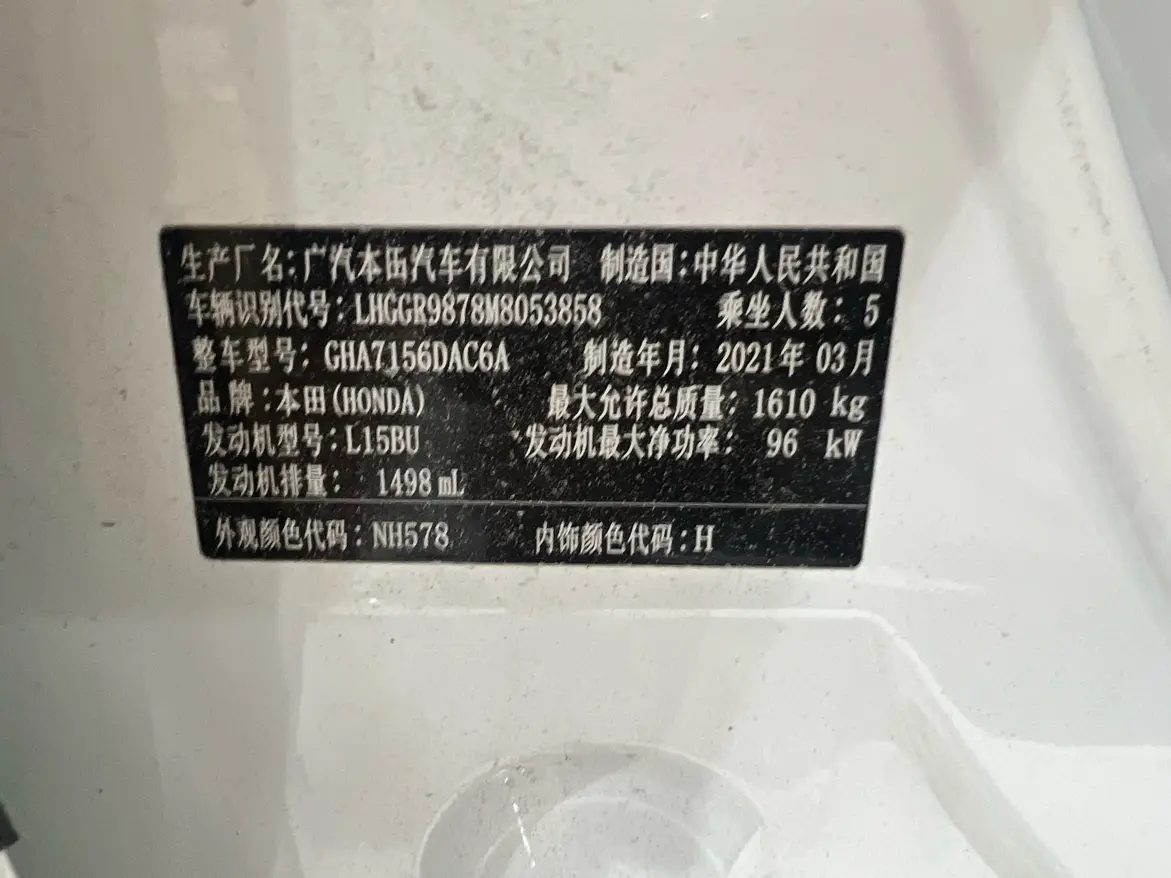 生产厂名:广汽本田汽车有限公司 制造国:中华人民共和国
车辆识别代号:LHGGR9878M8053858 乘坐人数:5
整车型号:GHA7156DAC6A 制造年月:2021年 03月
品 牌:本田(HONDA) 最大允许总质量:1610 kg
发动机型号:L15BU 发动机最大净功率: 96 kW
发动机排量: 1498 mL
外观颜色代码:NH578 内饰颜色代码:H